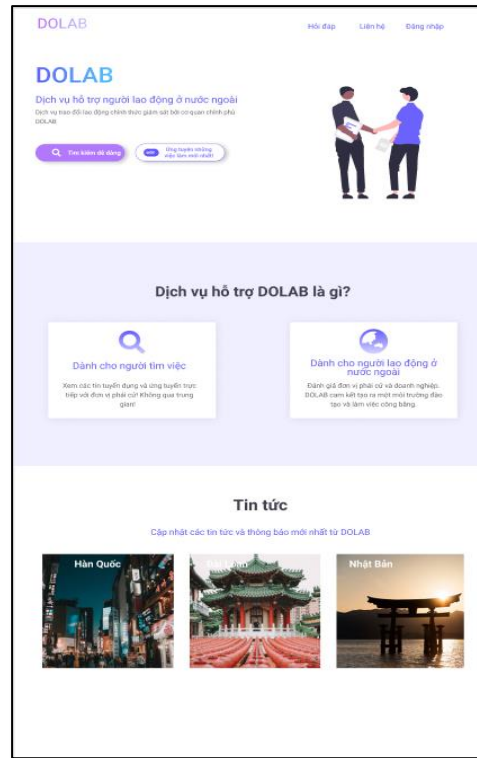 DOLAB
Hỏi đáp Liên hệ Đăng nhập
DOLAB
Dịch vụ hỗ trợ người lao động ở nước ngoài
Dịch vụ trao đổi lao động chính thức giám sát bởi cơ quan chính phủ
DOLAB
Tìm kiếm dễ dàng
Ứng tuyển những
việc làm mới nhất!
Dịch vụ hỗ trợ DOLAB là gì?
Dành cho người tìm việc
Xem các tin tuyển dụng và ứng tuyển trực
tiếp với đơn vị phái cử! Không qua trung
gian!
Dành cho người lao động ở
nước ngoài
Đánh giá đơn vị phái cử và doanh nghiệp.
DOLAB cam kết tạo ra một môi trường đào
tạo và làm việc công bằng.
Tin tức
Cập nhật các tin tức và thông báo mới nhất từ DOLAB
Hàn Quốc
Nhật Bản